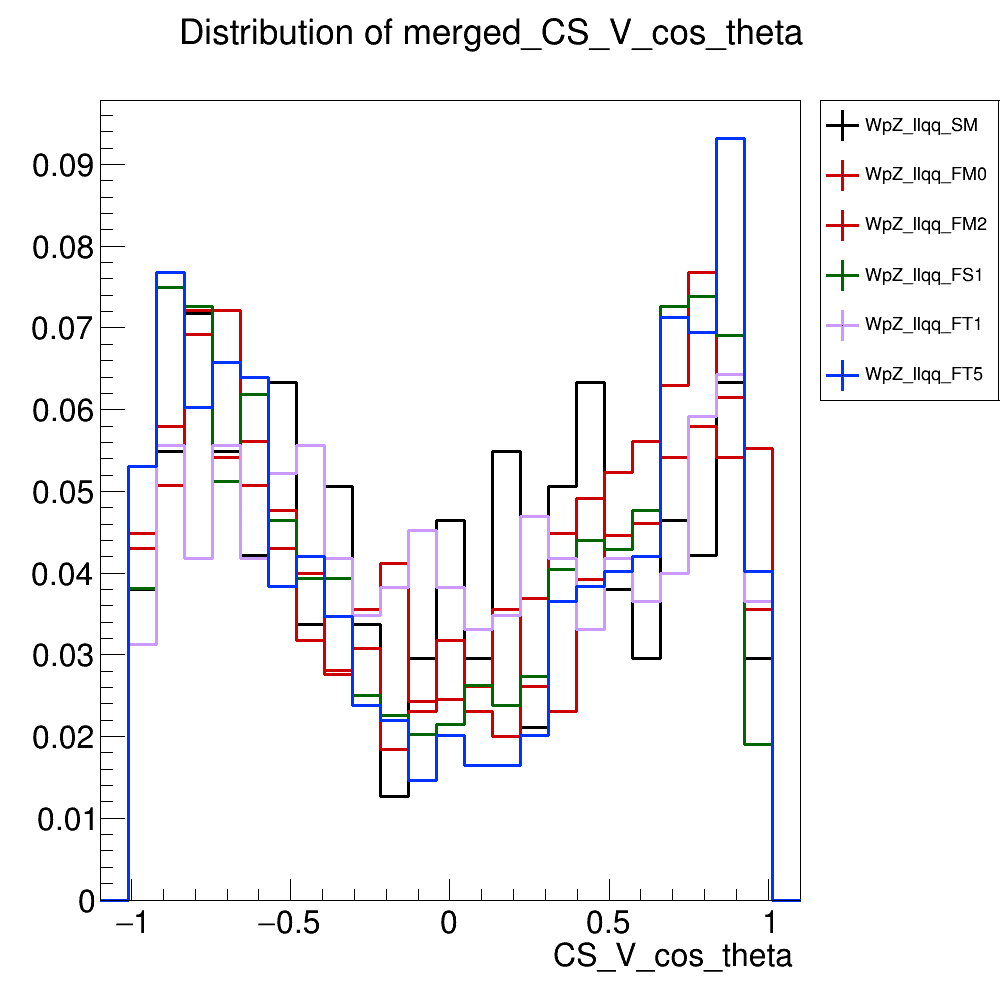 Distribution of merged_CS_V_cos_theta
WpZ_llqq_SM
WpZ_llqq_FM0
WpZ_llqq_FM2
WpZ_llqq_FS1
WpZ_llqq_FT1
WpZ_llqq_FT5
0.09
0.08
0.07
0.06
0.05
0.04
0.03
0.02
0.01
0
−1 −0.5 0 0.5 1
CS_V_cos_theta